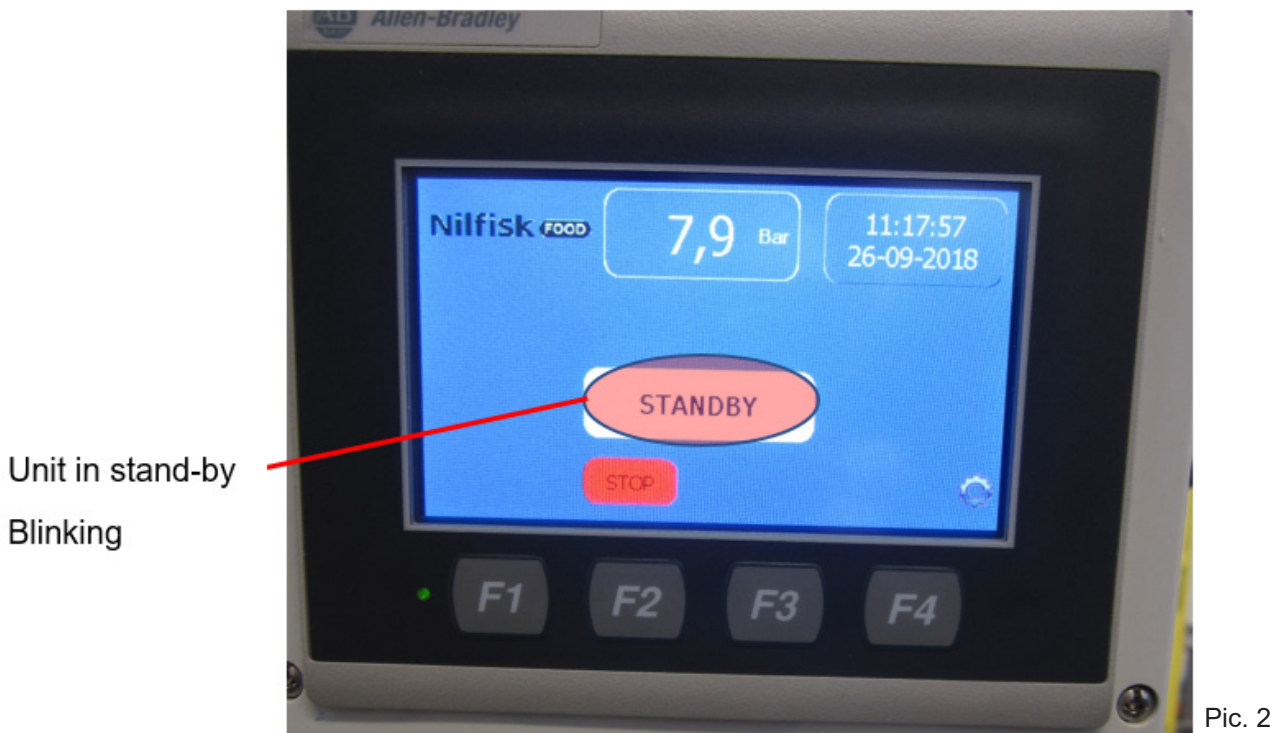 AB Allen-Bradley
Nilfisk FOOD
7,9 Bar
11:17:57
26-09-2018
STANDBY
STOP
Unit in stand-by
Blinking
F1 F2 F3 F4
Pic. 2